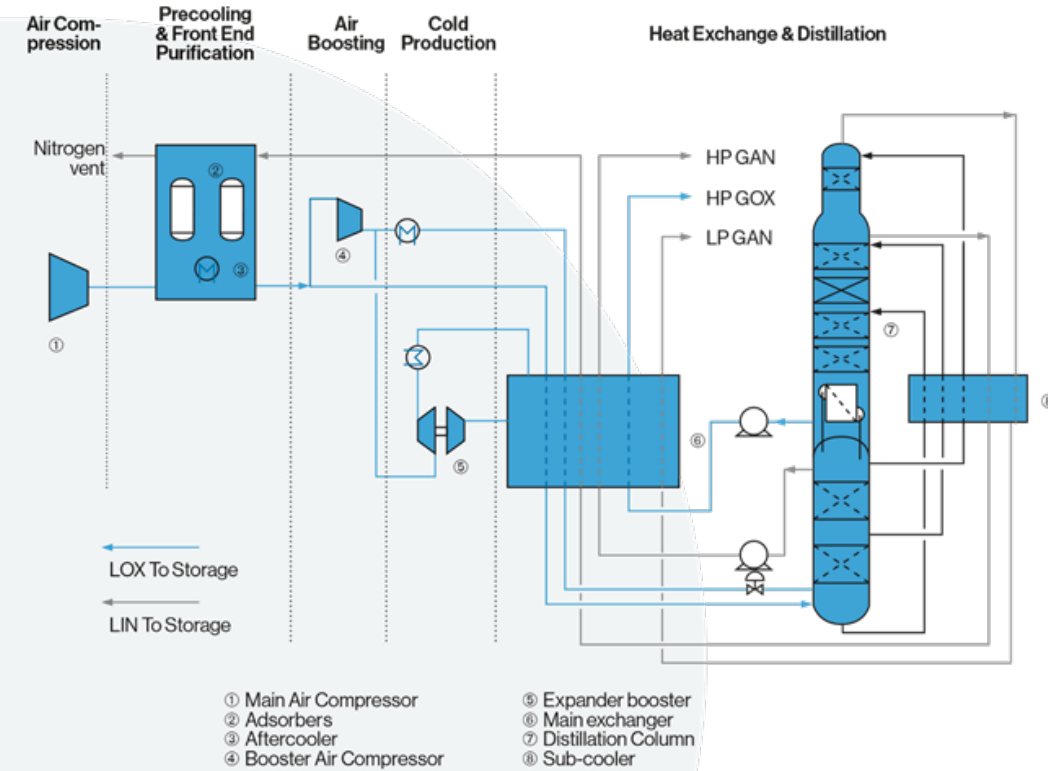 Air Com-
pression
Precooling
& Front End
Purification
Air
Boosting
Cold
Production
Heat Exchange & Distillation
Nitrogen
vent
HP GAN
HP GOX
LP GAN
②
③
④
①
⑤
⑥
⑦
⑧
LOX To Storage
LIN To Storage
① Main Air Compressor
② Adsorbers
③ Aftercooler
④ Booster Air Compressor
⑤ Expander booster
⑥ Main exchanger
⑦ Distillation Column
⑧ Sub-cooler